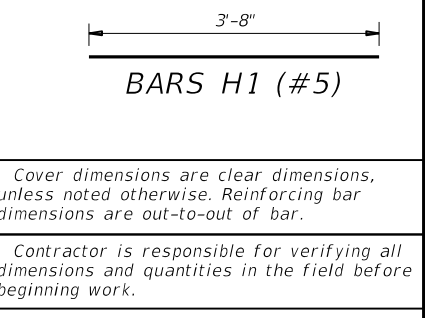 3'-8"
BARS H1 (#5)
Cover dimensions are clear dimensions,
unless noted otherwise. Reinforcing bar
dimensions are out-to-out of bar.
Contractor is responsible for verifying all
dimensions and quantities in the field before
beginning work.